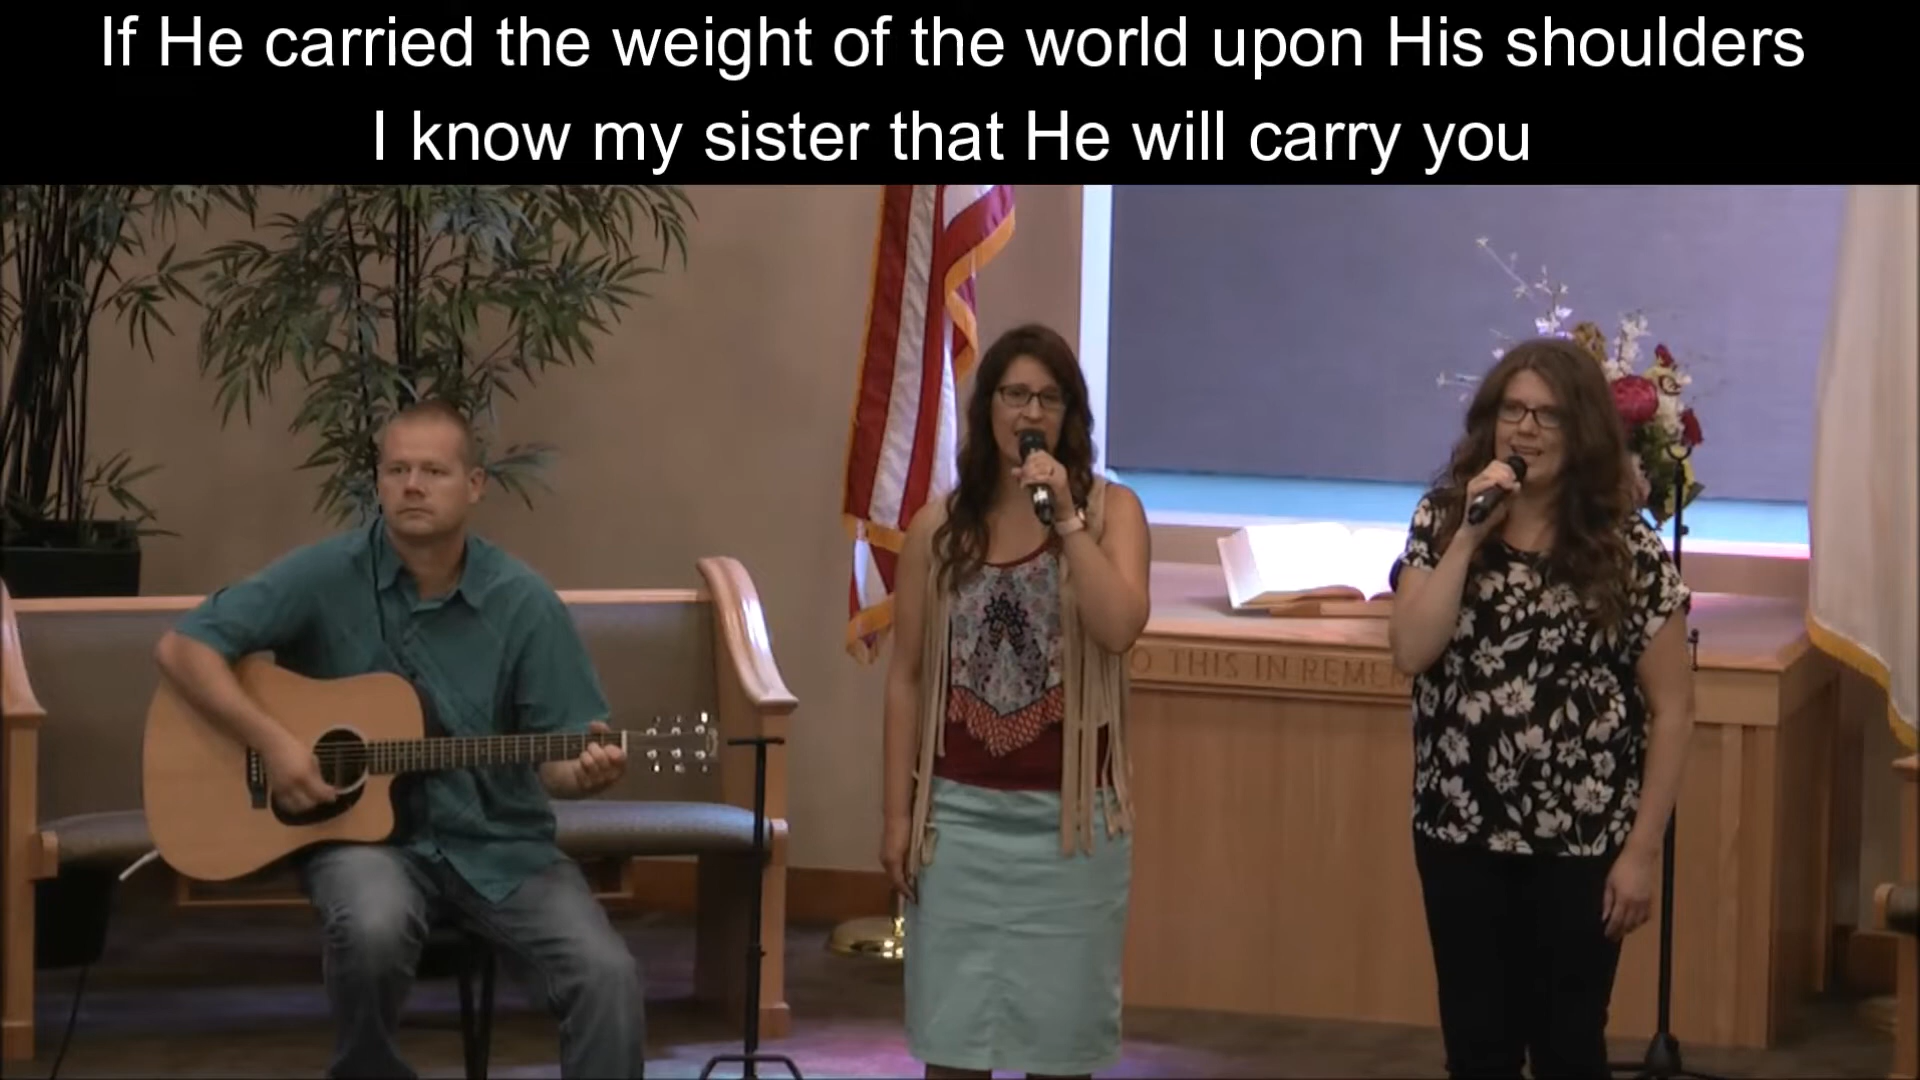 If He carried the weight of the world upon His shoulders
I know my sister that He will carry you
O THIS IN REMEM